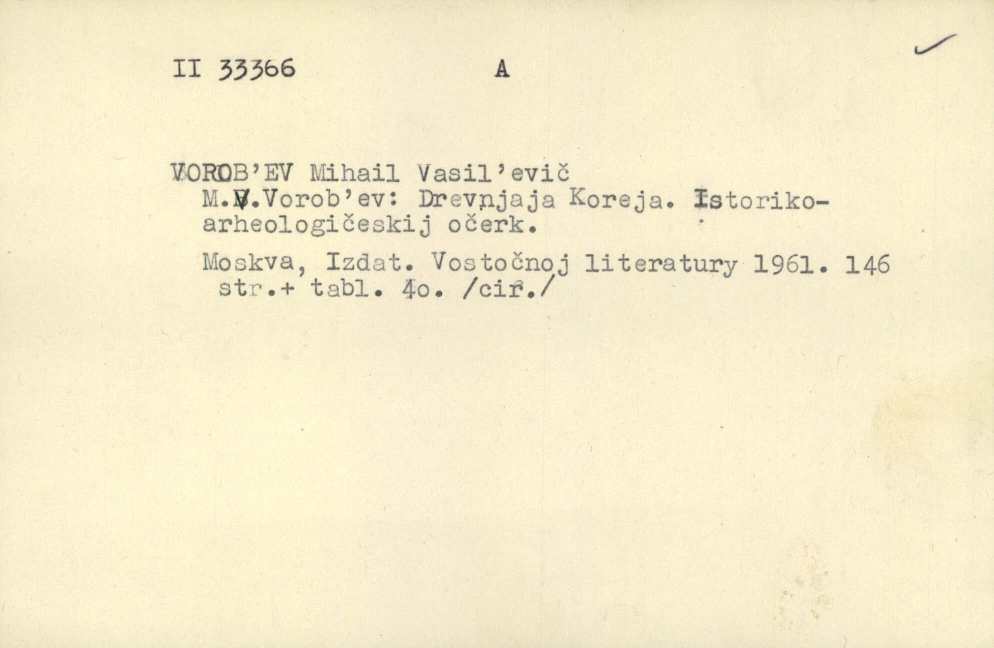 II 33366 A
VOROB'EV Mihail Vasil'evič
M.V.Vorob'ev: Drevnjaja Koreja. Istoriko-
arheologičeskij očerk.
Moskva, Izdat. Vostočnoj literatury 1961. 146
str.+ tabl. 4o. /cir./